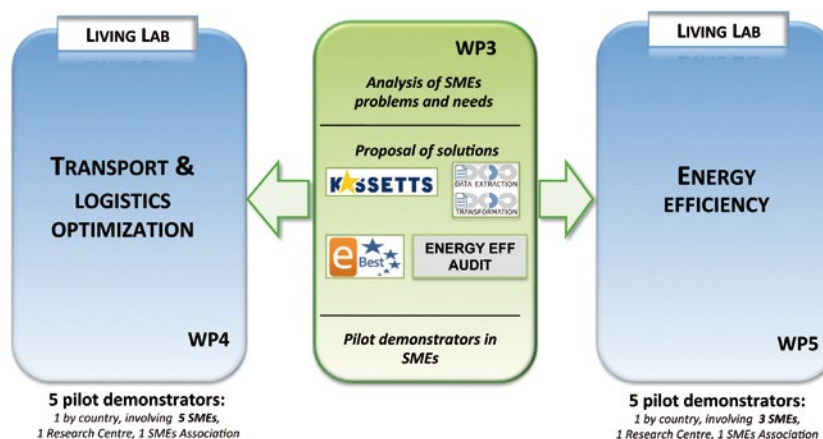 LIVING LAB
TRANSPORT &
LOGISTICS
OPTIMIZATION
WP4
5 pilot demonstrators:
1 by country, involving 5 SMEs,
1 Research Centre, 1 SMEs Association
WP3
Analysis of SMEs
problems and needs
Proposal of solutions
KASSETTS
DATA EXTRACTION
TRANSFORMATION
e Best
ENERGY EFF
AUDIT
Pilot demonstrators in
SMEs
LIVING LAB
ENERGY
EFFICIENCY
WP5
5 pilot demonstrators:
1 by country, involving 3 SMEs,
1 Research Centre, 1 SMEs Association